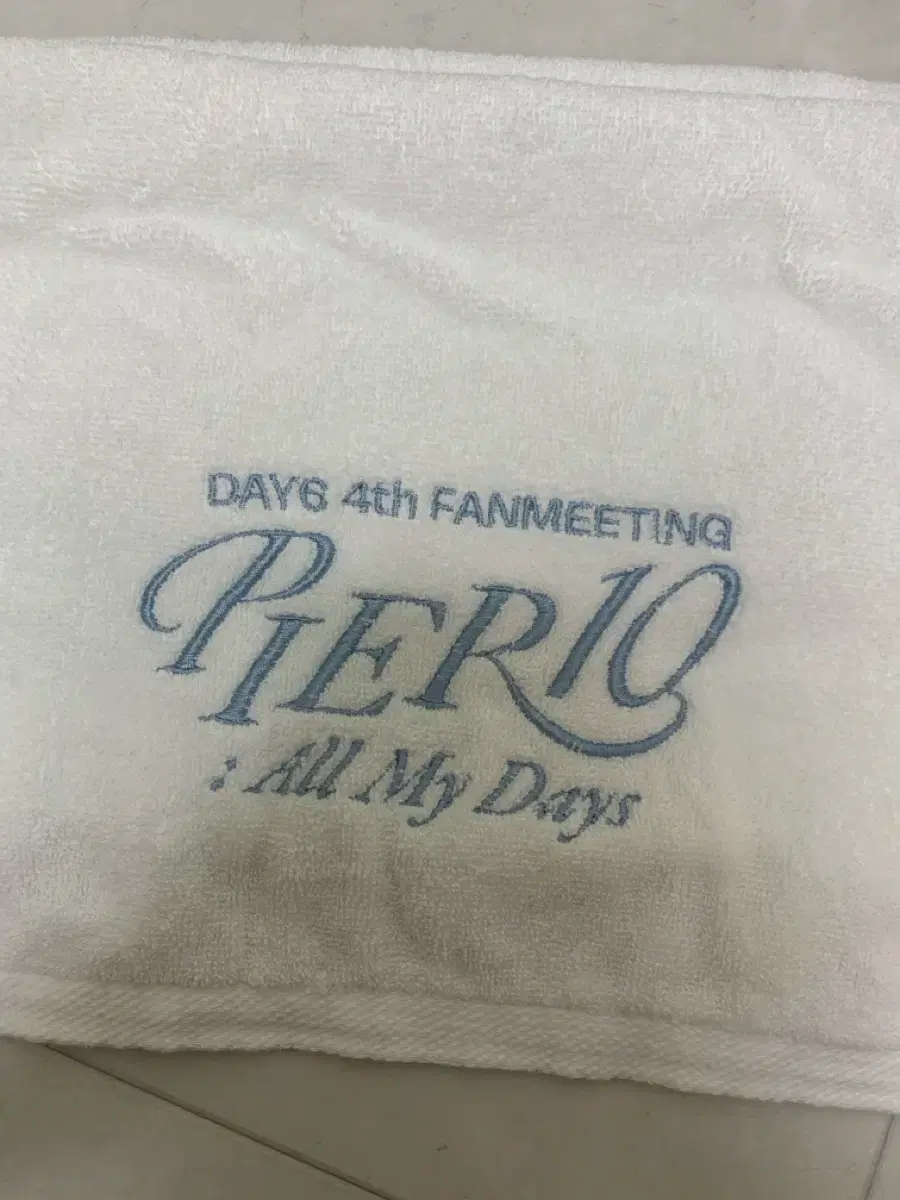 DAY6 4th FANMEETING
PIER10
: All My Days